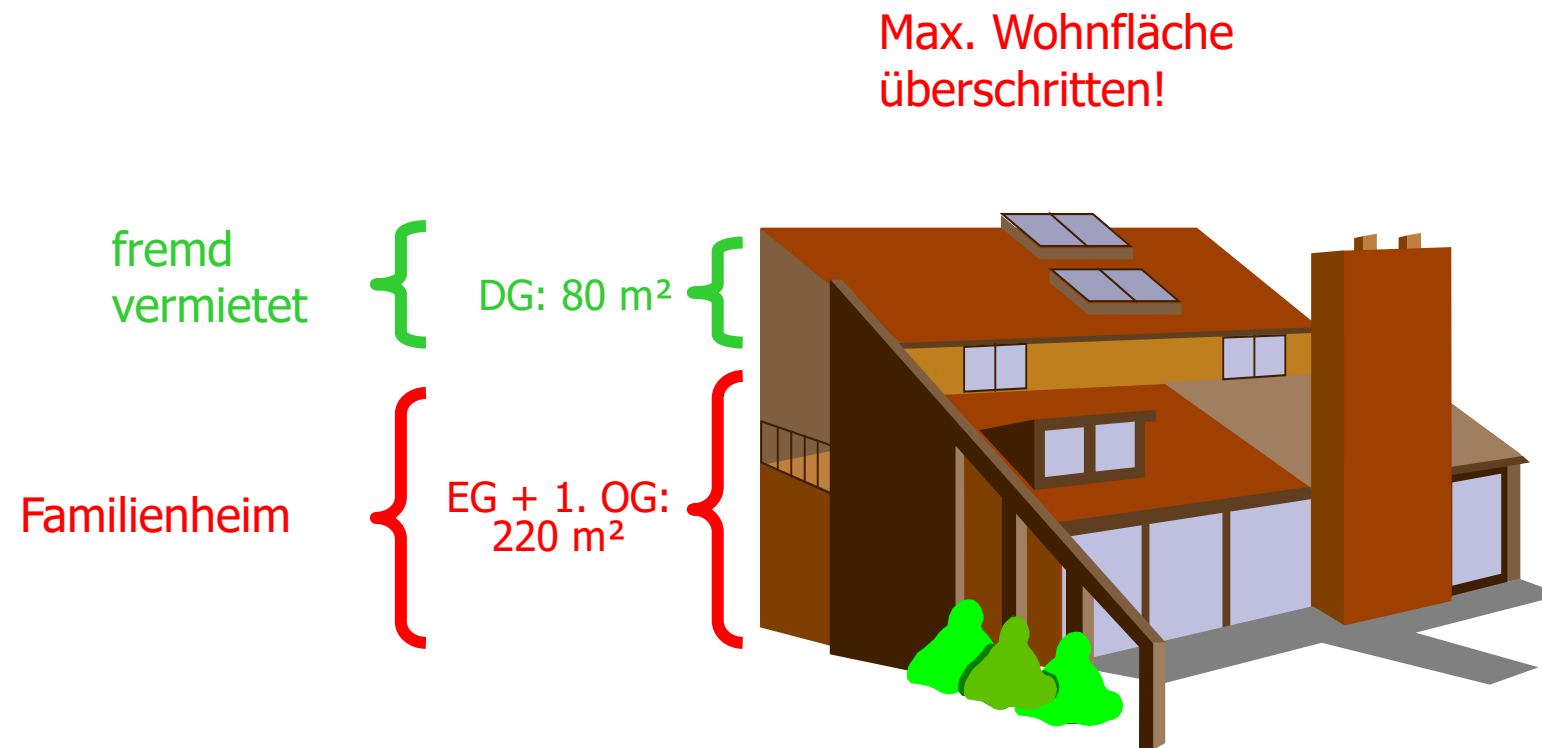 Max. Wohnfläche
überschritten!
fremd
vermietet
DG: 80 m²
Familienheim
EG + 1. OG:
220 m²